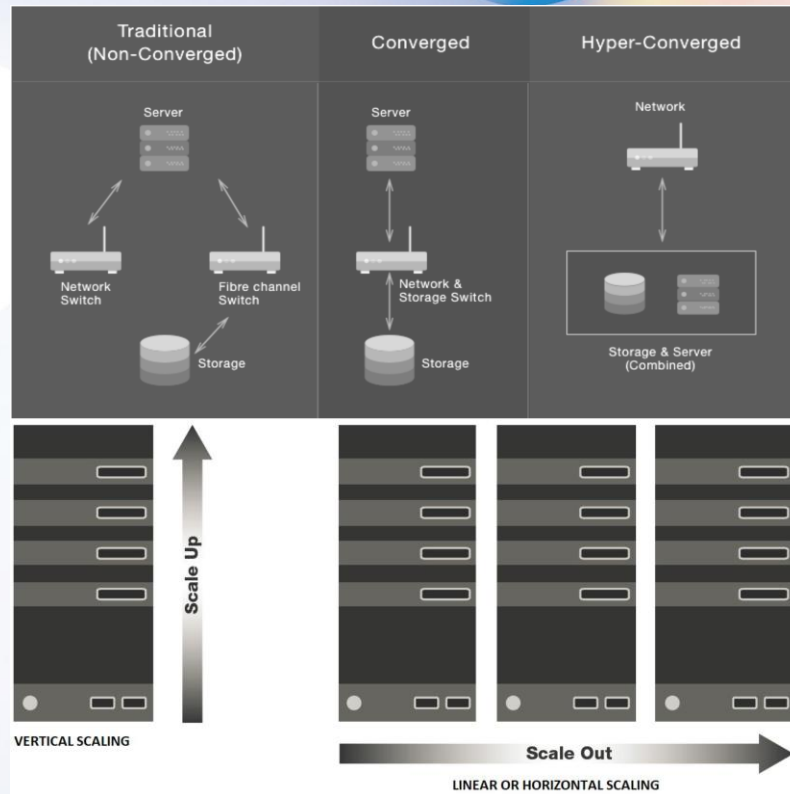 Traditional
(Non-Converged)
Converged
Hyper-Converged
Server
Network
Switch
Fibre channel
Switch
Storage
Server
Network &
Storage Switch
Storage
Network
Storage & Server
(Combined)
Scale Up
VERTICAL SCALING
Scale Out
LINEAR OR HORIZONTAL SCALING